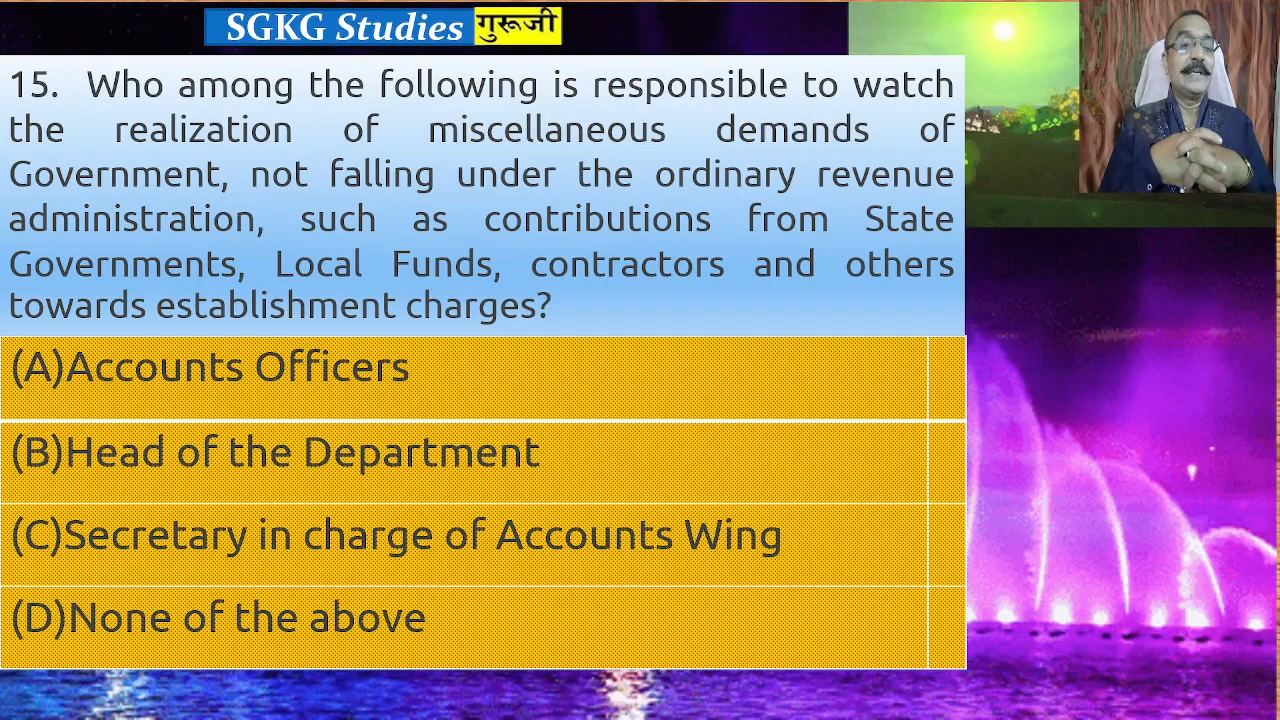 SGKG Studies गुरूजी
15. Who among the following is responsible to watch
the realization of miscellaneous demands of
Government, not falling under the ordinary revenue
administration, such as contributions from State
Governments, Local Funds, contractors and others
towards establishment charges?
(A)Accounts Officers
(B)Head of the Department
(C)Secretary in charge of Accounts Wing
(D)None of the above